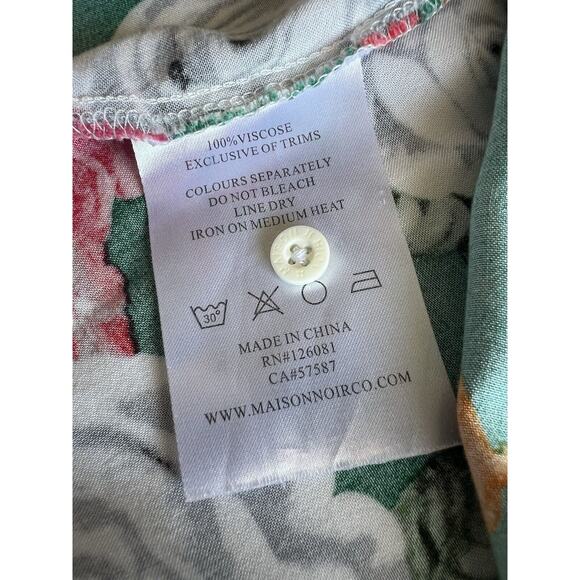 100%VISCOSE
EXCLUSIVE OF TRIMS
COLOURS SEPARATELY
DO NOT BLEACH
LINE DRY
IRON ON MEDIUM HEAT
30°
MADE IN CHINA
RN#126081
CA#57587
WWW.MAISONNOIRCO.COM